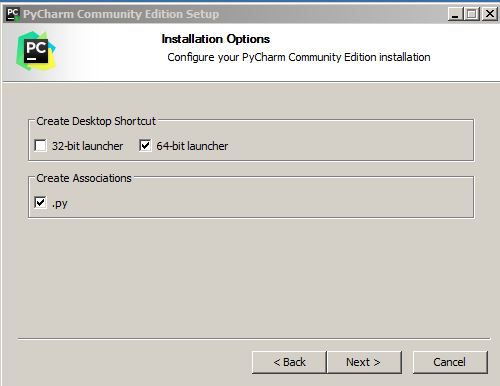 PC PyCharm Community Edition Setup
PC
Installation Options
Configure your PyCharm Community Edition installation
Create Desktop Shortcut
32-bit launcher 64-bit launcher
Create Associations
.py
< Back Next > Cancel